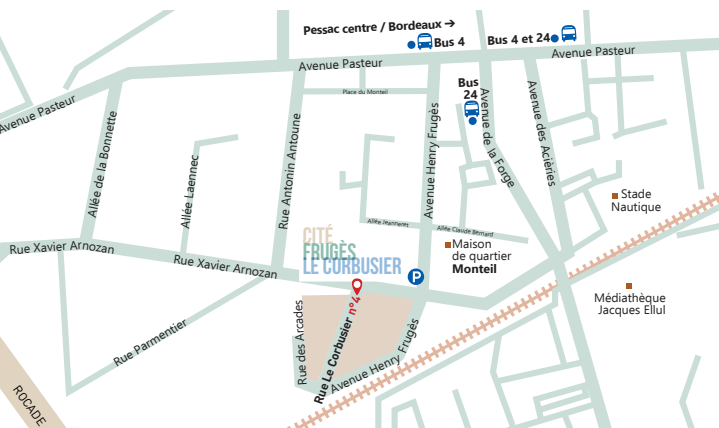 Pessac centre / Bordeaux →
Bus 4
Bus 4 et 24
Avenue Pasteur
Avenue Pasteur
Bus
24
Place du Monteil
Avenue Pasteur
Allée de la Bonnette
Allée Laennec
Rue Antonin Antoune
Avenue Henry Frugès
Avenue de la Forge
Avenue des Aciéries
Stade
Nautique
Allée Jeanneret
Allée Claude Bernard
CITÉ
FRUGÈS
LE CORBUSIER
Maison
de quartier
Monteil
Rue Xavier Arnozan
Rue Xavier Arnozan
P
Médiathèque
Jacques Ellul
Rue des Arcades
Rue Le Corbusier n°4
Avenue Henry Frugès
Rue Parmentier
ROCADE